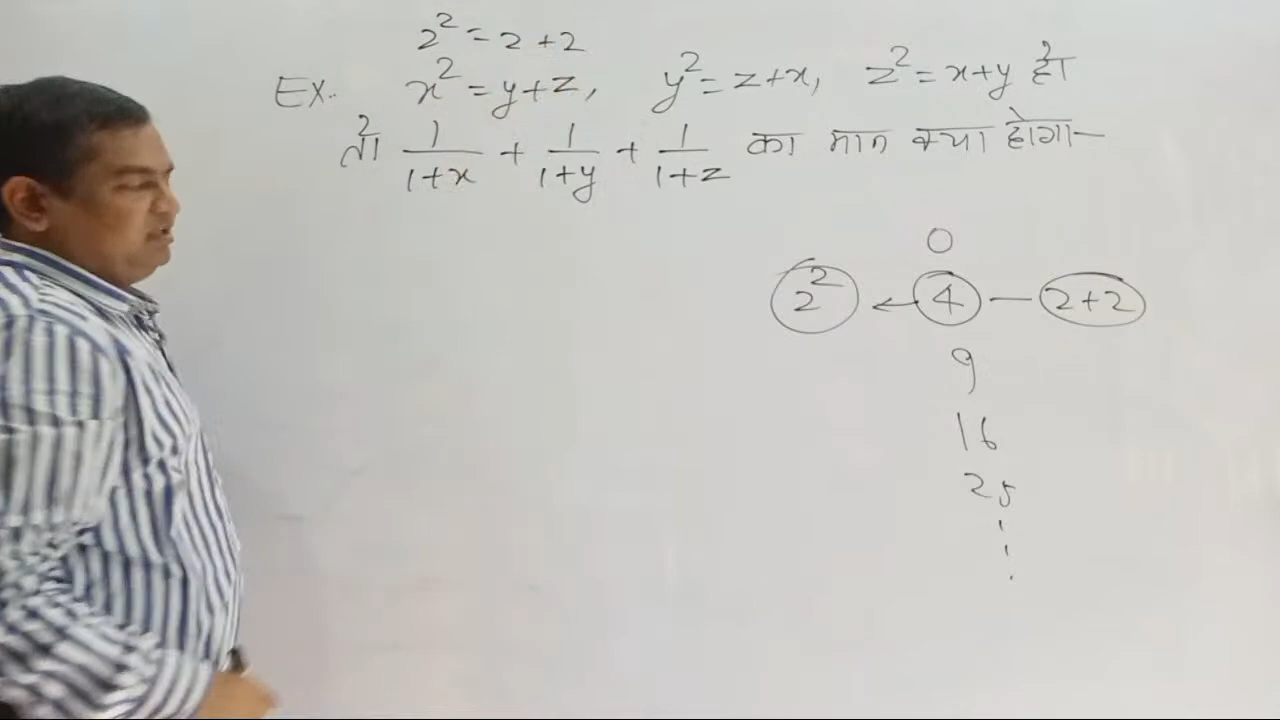 2² = 2 + 2
Ex. x² = y + z, y² = z + x, z² = x + y हो
तो 1/(1+x) + 1/(1+y) + 1/(1+z) का मान क्या होगा—
0
2² ← 4 — 2+2
9
16
25